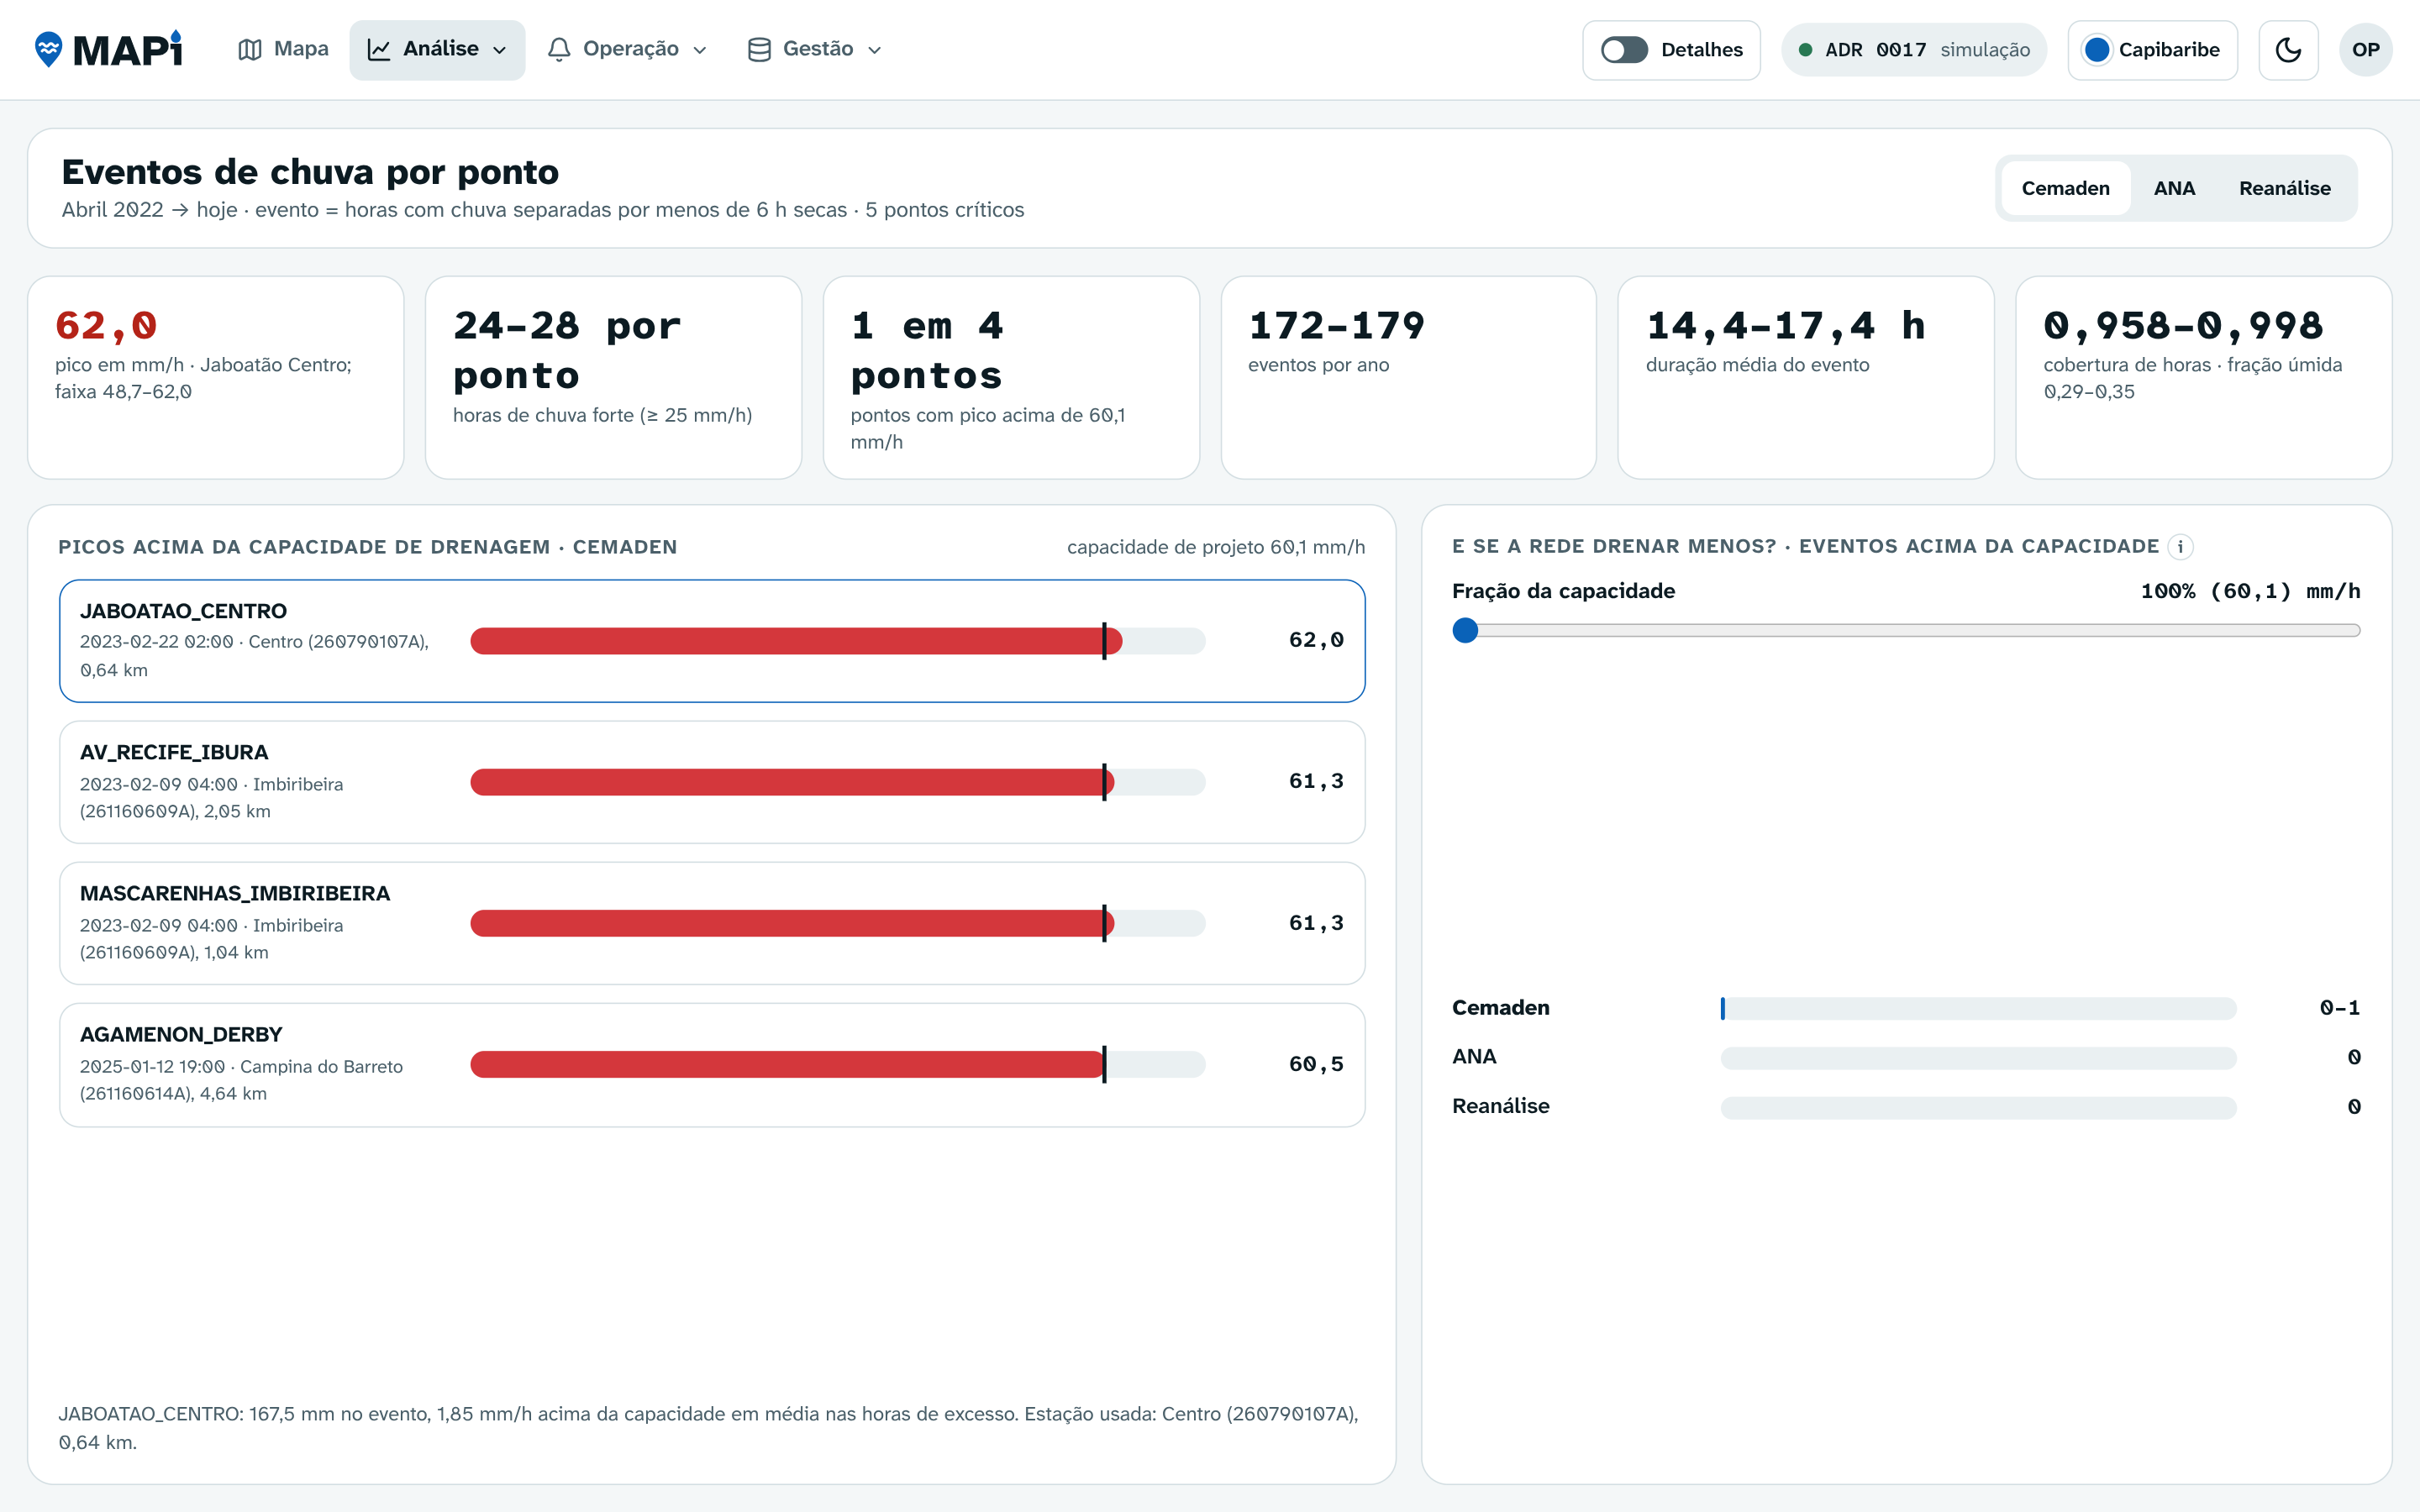 MAPi
Mapa
Análise
Operação
Gestão
Detalhes
ADR 0017 simulação
Capibaribe
OP
Eventos de chuva por ponto
Abril 2022 → hoje · evento = horas com chuva separadas por menos de 6 h secas · 5 pontos críticos
Cemaden
ANA
Reanálise
62,0
pico em mm/h · Jaboatão Centro;
faixa 48,7–62,0
24–28 por
ponto
horas de chuva forte (≥ 25 mm/h)
1 em 4
pontos
pontos com pico acima de 60,1
mm/h
172–179
eventos por ano
14,4–17,4 h
duração média do evento
0,958–0,998
cobertura de horas · fração úmida
0,29–0,35
PICOS ACIMA DA CAPACIDADE DE DRENAGEM · CEMADEN
capacidade de projeto 60,1 mm/h
JABOATAO_CENTRO
2023-02-22 02:00 · Centro (260790107A),
0,64 km
62,0
AV_RECIFE_IBURA
2023-02-09 04:00 · Imbiribeira
(261160609A), 2,05 km
61,3
MASCARENHAS_IMBIRIBEIRA
2023-02-09 04:00 · Imbiribeira
(261160609A), 1,04 km
61,3
AGAMENON_DERBY
2025-01-12 19:00 · Campina do Barreto
(261160614A), 4,64 km
60,5
JABOATAO_CENTRO: 167,5 mm no evento, 1,85 mm/h acima da capacidade em média nas horas de excesso. Estação usada: Centro (260790107A),
0,64 km.
E SE A REDE DRENAR MENOS? · EVENTOS ACIMA DA CAPACIDADE i
Fração da capacidade
100% (60,1) mm/h
Cemaden
0–1
ANA
0
Reanálise
0